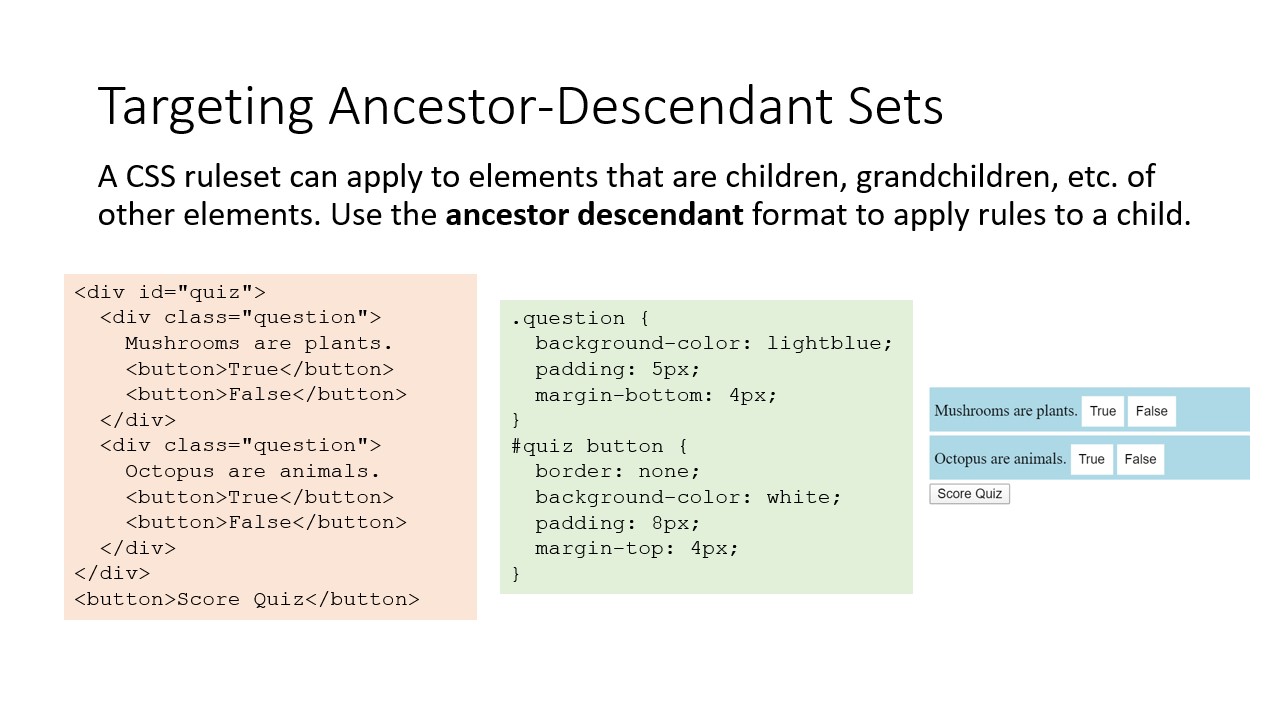 Targeting Ancestor-Descendant Sets
A CSS ruleset can apply to elements that are children, grandchildren, etc. of
other elements. Use the ancestor descendant format to apply rules to a child.
<div id="quiz">
  <div class="question">
    Mushrooms are plants.
    <button>True</button>
    <button>False</button>
  </div>
  <div class="question">
    Octopus are animals.
    <button>True</button>
    <button>False</button>
  </div>
</div>
<button>Score Quiz</button>
.question {
  background-color: lightblue;
  padding: 5px;
  margin-bottom: 4px;
}
#quiz button {
  border: none;
  background-color: white;
  padding: 8px;
  margin-top: 4px;
}
Mushrooms are plants. True False
Octopus are animals. True False
Score Quiz